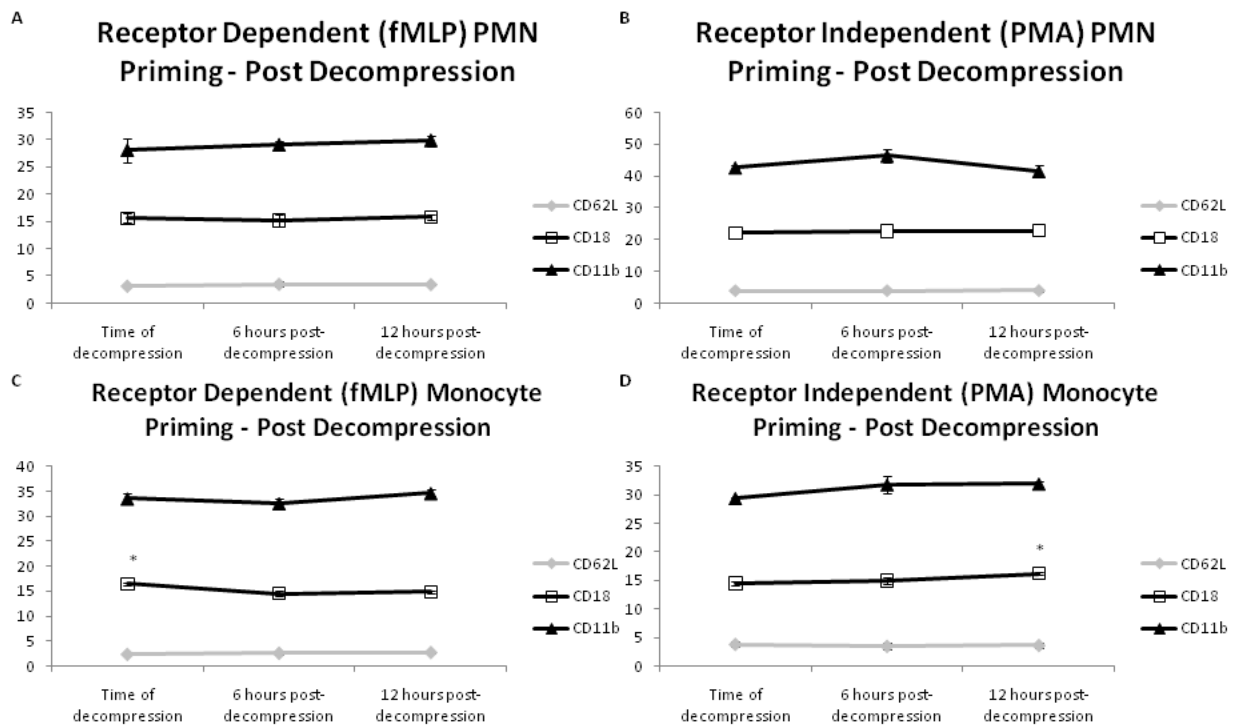 A
Receptor Dependent (fMLP) PMN
Priming - Post Decompression
35
30
25
20
15
10
5
0
Time of
decompression
6 hours post-
decompression
12 hours post-
decompression
CD62L
CD18
CD11b
B
Receptor Independent (PMA) PMN
Priming - Post Decompression
60
50
40
30
20
10
0
Time of
decompression
6 hours post-
decompression
12 hours post-
decompression
CD62L
CD18
CD11b
C
Receptor Dependent (fMLP) Monocyte
Priming - Post Decompression
40
35
30
25
20
15
10
5
0
*
Time of
decompression
6 hours post-
decompression
12 hours post-
decompression
CD62L
CD18
CD11b
D
Receptor Independent (PMA) Monocyte
Priming - Post Decompression
35
30
25
20
15
10
5
0
*
Time of
decompression
6 hours post-
decompression
12 hours post-
decompression
CD62L
CD18
CD11b